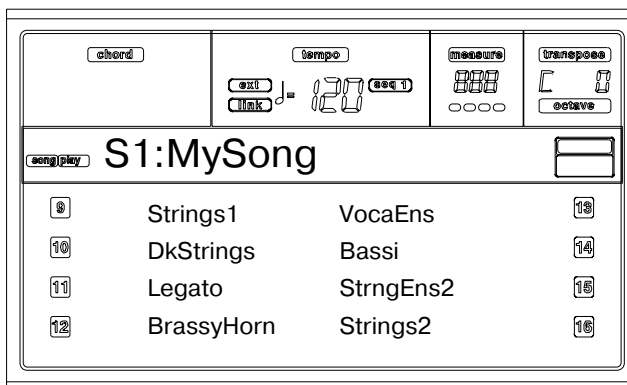 chord
tempo
measure
transpose
ext
link
♩=
120
seq 1
888
C 0
octave
song play
S1:MySong
9 Strings1 VocaEns 13
10 DkStrings Bassi 14
11 Legato StrngEns2 15
12 BrassyHorn Strings2 16